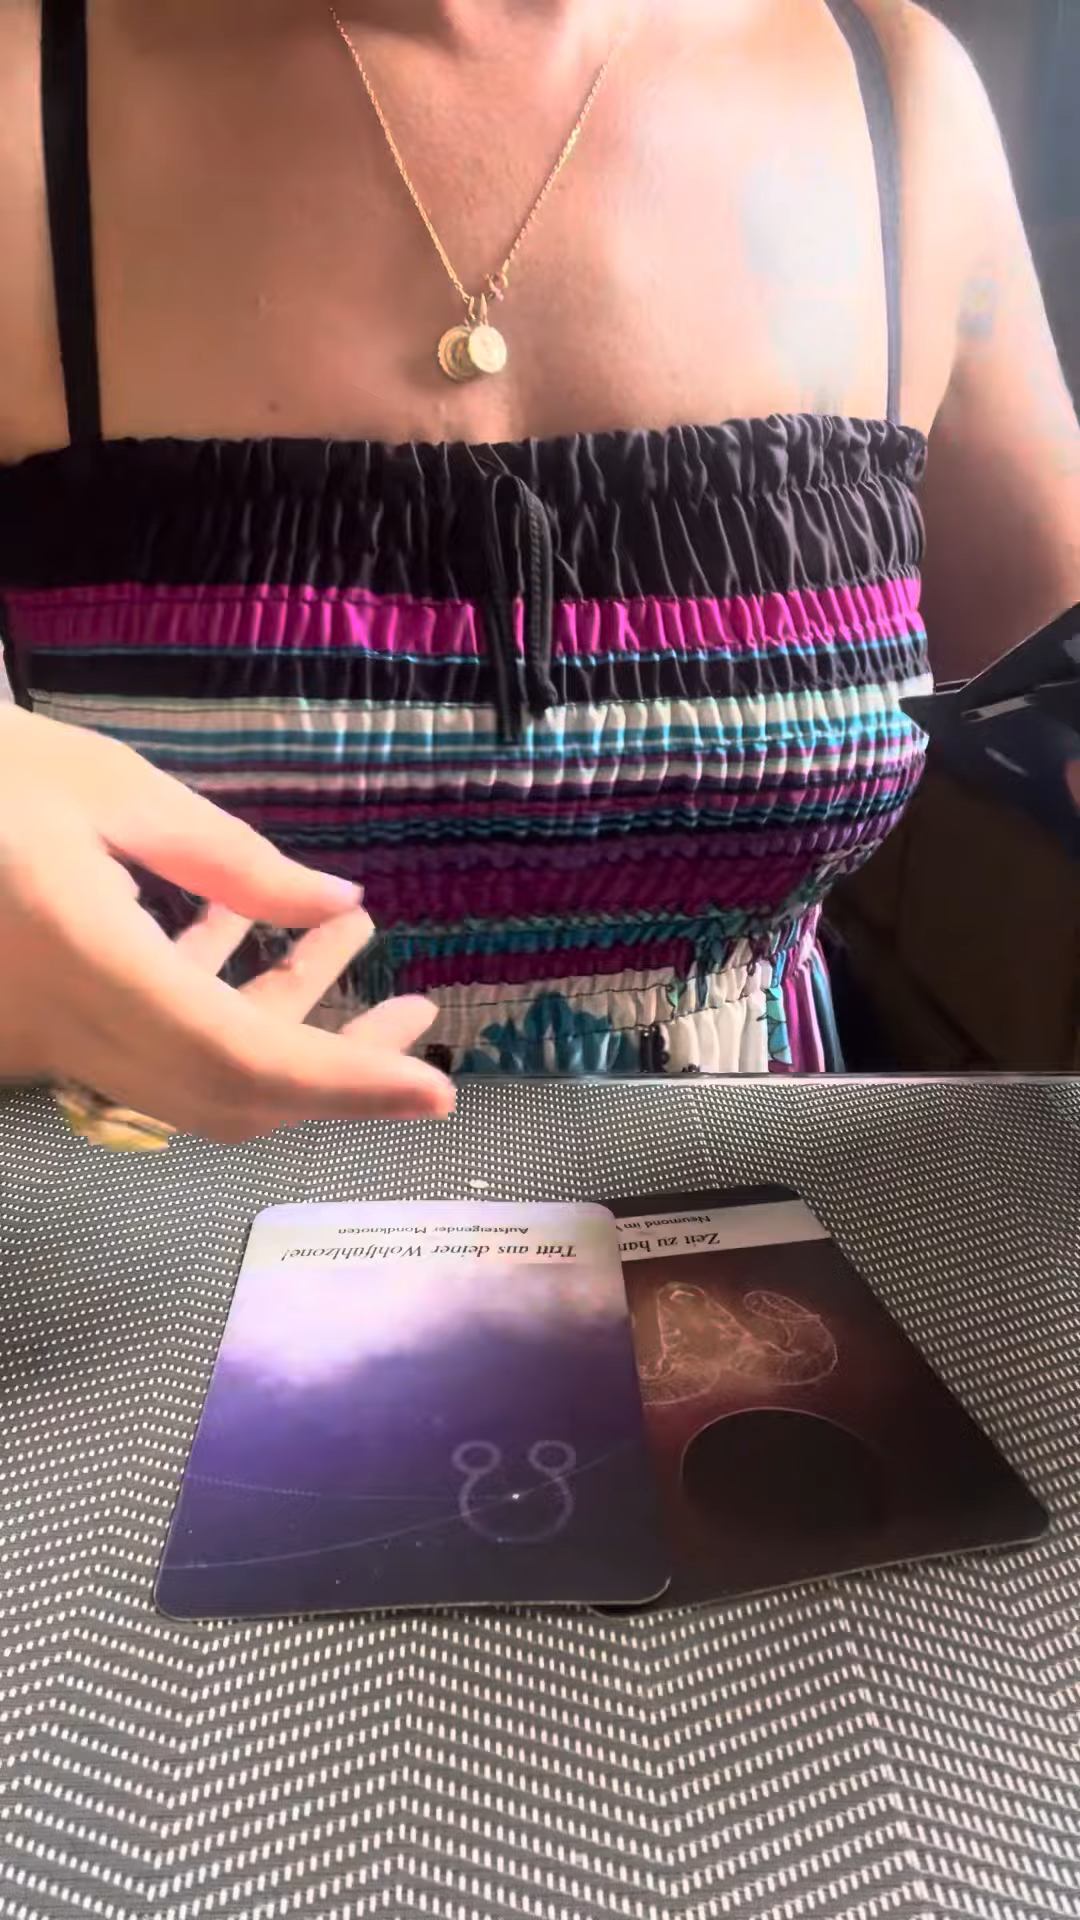 Tritt aus deiner Wohlfühlzone!
Aufsteigender Mondknoten
Zeit zu han
Neumond im